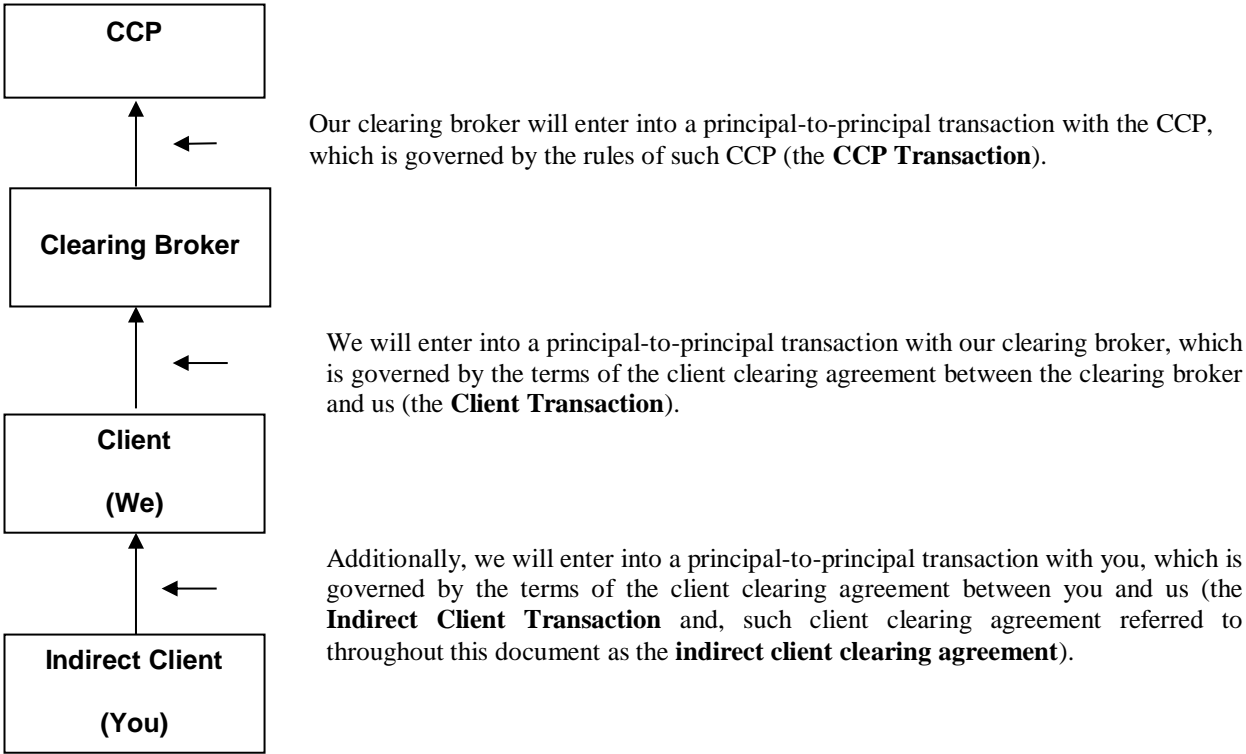 CCP
Our clearing broker will enter into a principal-to-principal transaction with the CCP,
which is governed by the rules of such CCP (the CCP Transaction).
Clearing Broker
We will enter into a principal-to-principal transaction with our clearing broker, which
is governed by the terms of the client clearing agreement between the clearing broker
and us (the Client Transaction).
Client
(We)
Additionally, we will enter into a principal-to-principal transaction with you, which is
governed by the terms of the client clearing agreement between you and us (the
Indirect Client Transaction and, such client clearing agreement referred to
throughout this document as the indirect client clearing agreement).
Indirect Client
(You)